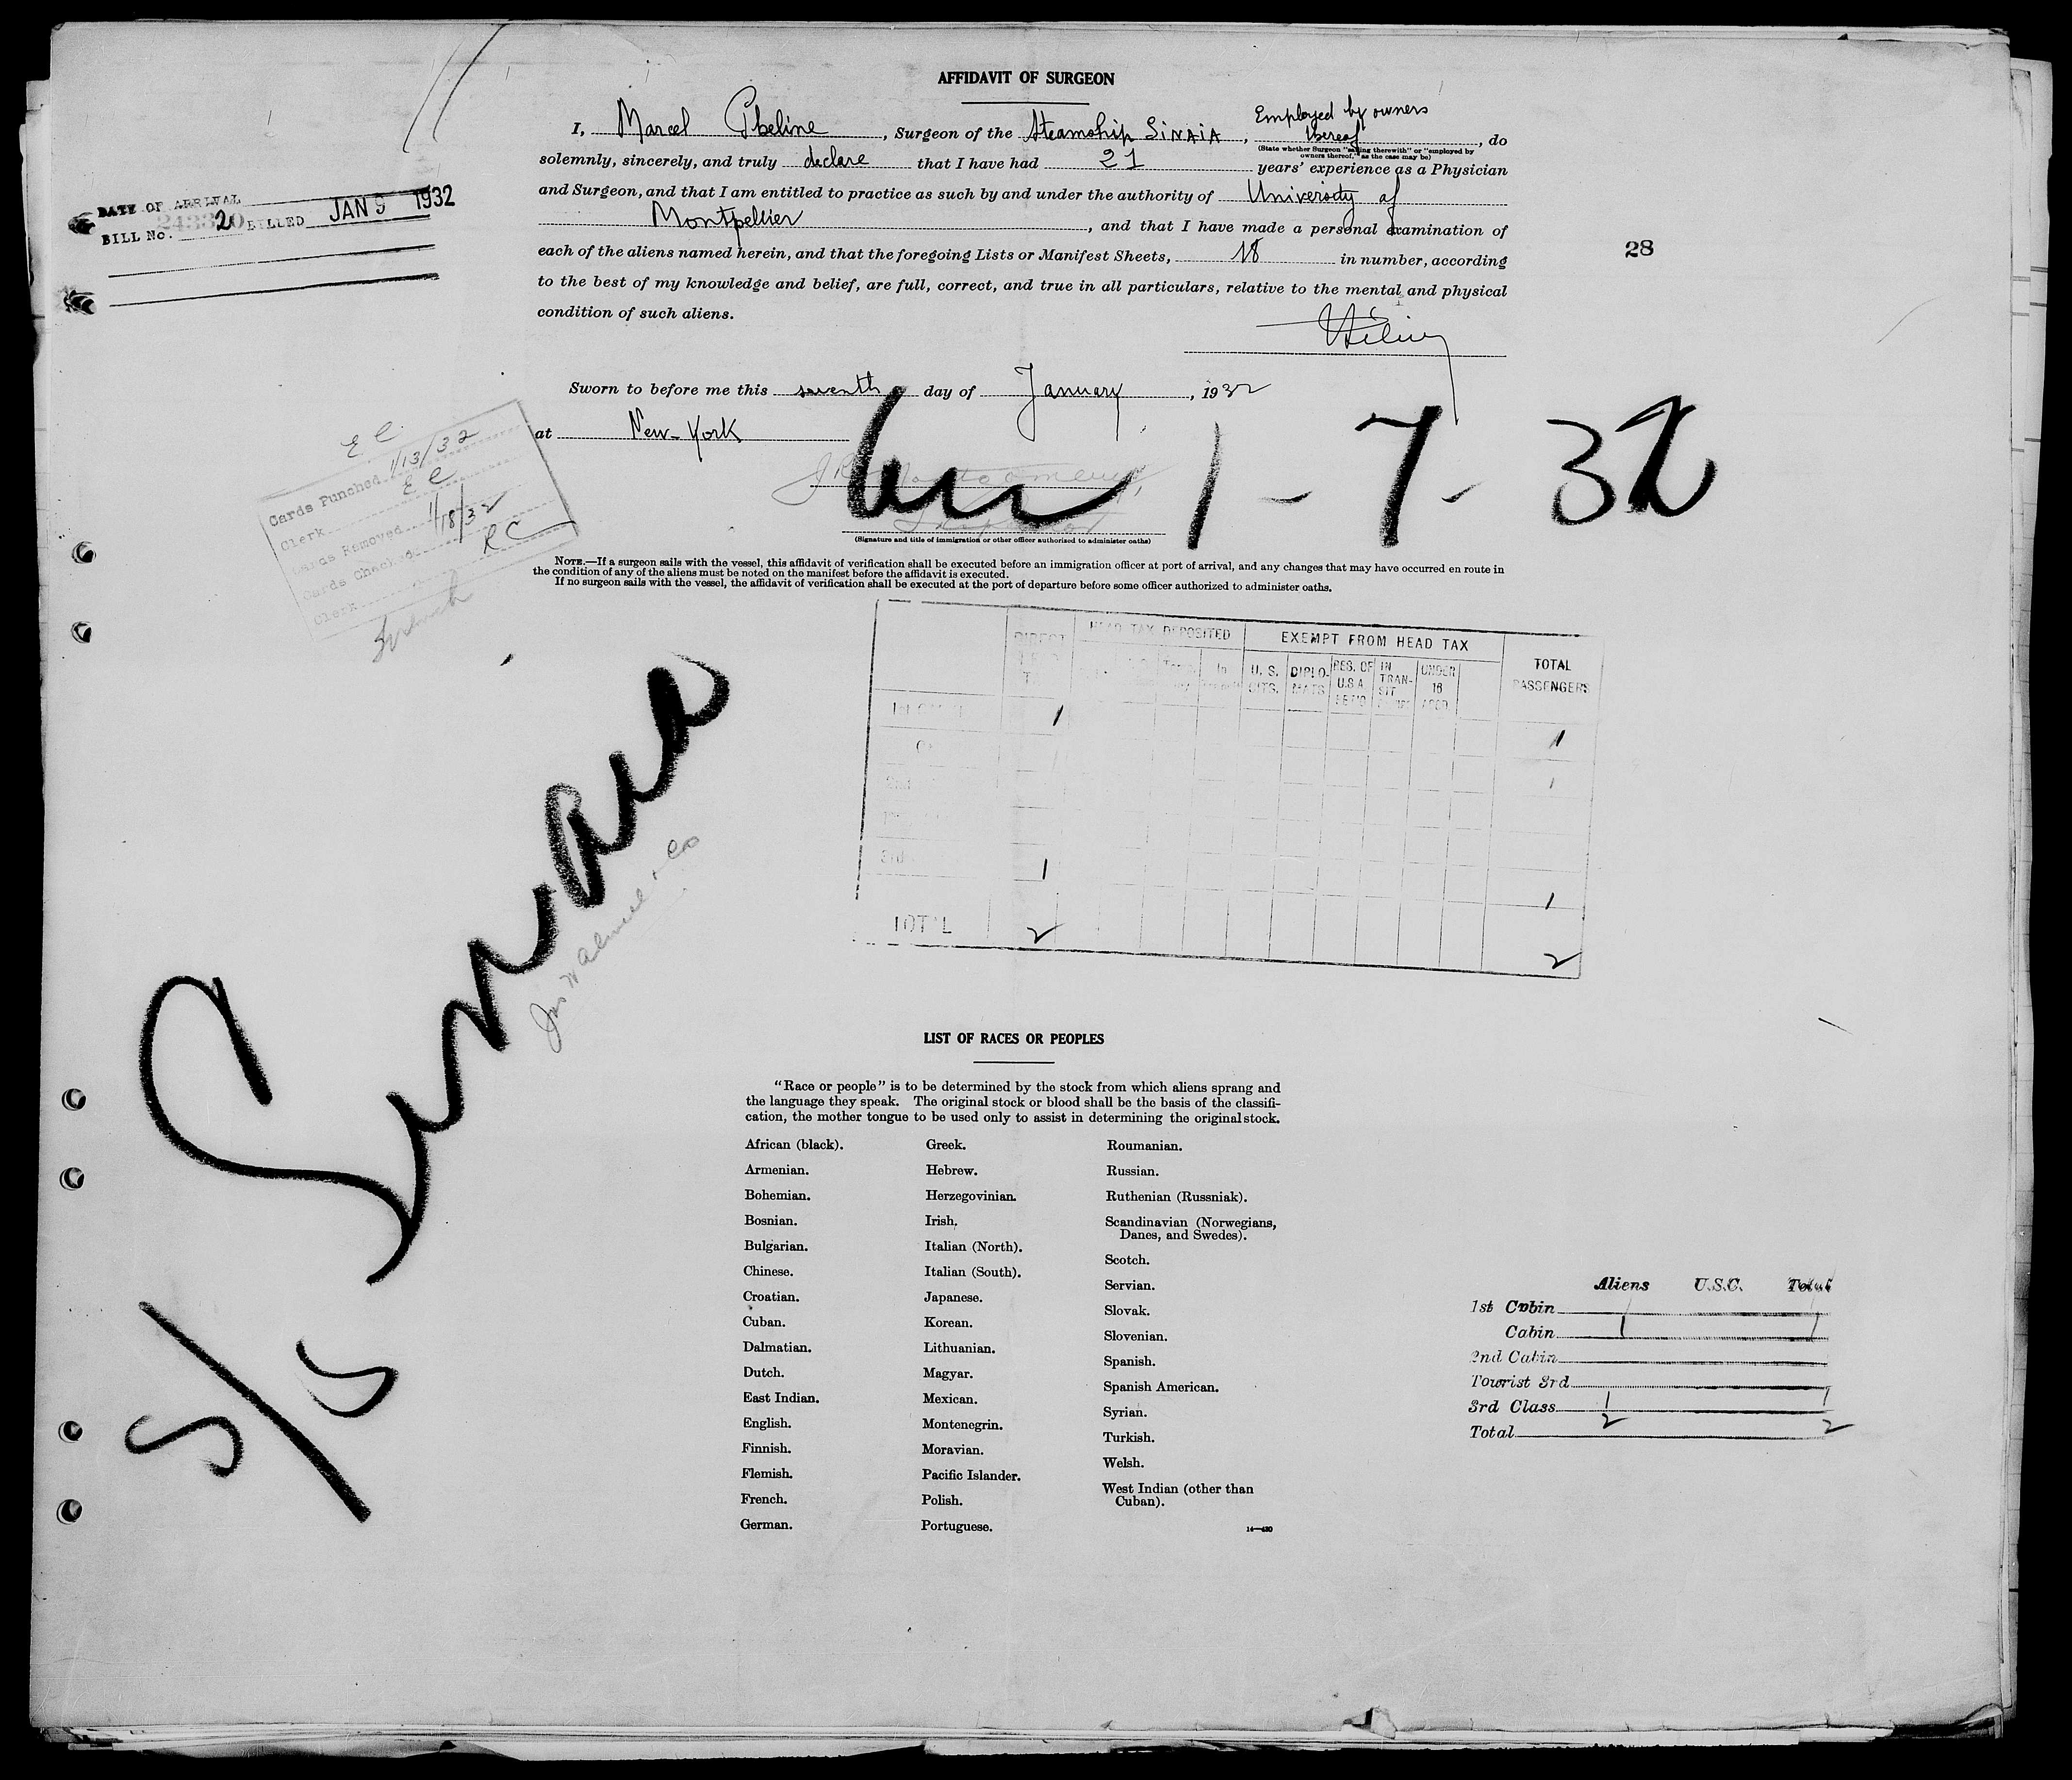 AFFIDAVIT OF SURGEON
Employed by owners
I, Marcel , Surgeon of the Steamship SINAIA, thereof, do
(State whether Surgeon "sailing therewith" or "employed by owners thereof," as the case may be)
solemnly, sincerely, and truly declare that I have had 21 years' experience as a Physician
and Surgeon, and that I am entitled to practice as such by and under the authority of University of
Montpellier, and that I have made a personal examination of
each of the aliens named herein, and that the foregoing Lists or Manifest Sheets, 18 in number, according
to the best of my knowledge and belief, are full, correct, and true in all particulars, relative to the mental and physical
condition of such aliens.
DATE OF ARRIVAL
BILL No. 2 BILLED JAN 9 1932
28
Sworn to before me this seventh day of January, 1932
at New-York
Arr 1-7-32
(Signature and title of immigration or other officer authorized to administer oaths)
E C
Cards Punched 1/13/32
Clerk E C
Cards Removed 1/18/32
Cards Checked
Clerk RC
NOTE.—If a surgeon sails with the vessel, this affidavit of verification shall be executed before an immigration officer at port of arrival, and any changes that may have occurred en route in
the condition of any of the aliens must be noted on the manifest before the affidavit is executed.
If no surgeon sails with the vessel, the affidavit of verification shall be executed at the port of departure before some officer authorized to administer oaths.
DIRECT HEAD TAX DEPOSITED EXEMPT FROM HEAD TAX TOTAL PASSENGERS
U. S. CITS. DIPLOMATS RES. OF U.S.A. RET'D IN TRANSIT UNDER 16 ACCP.
1 1
3rd 1 1
TOTAL 2 2
S/S Sinaia
LIST OF RACES OR PEOPLES
"Race or people" is to be determined by the stock from which aliens sprang and
the language they speak. The original stock or blood shall be the basis of the classifi-
cation, the mother tongue to be used only to assist in determining the original stock.
African (black).
Armenian.
Bohemian.
Bosnian.
Bulgarian.
Chinese.
Croatian.
Cuban.
Dalmatian.
Dutch.
East Indian.
English.
Finnish.
Flemish.
French.
German.
Greek.
Hebrew.
Herzegovinian.
Irish.
Italian (North).
Italian (South).
Japanese.
Korean.
Lithuanian.
Magyar.
Mexican.
Montenegrin.
Moravian.
Pacific Islander.
Polish.
Portuguese.
Roumanian.
Russian.
Ruthenian (Russniak).
Scandinavian (Norwegians,
Danes, and Swedes).
Scotch.
Servian.
Slovak.
Slovenian.
Spanish.
Spanish American.
Syrian.
Turkish.
Welsh.
West Indian (other than
Cuban).
Aliens U.S.C. Total
1st Cabin
Cabin 1 1
2nd Cabin
Tourist 3rd
3rd Class 1 1
Total 2 2